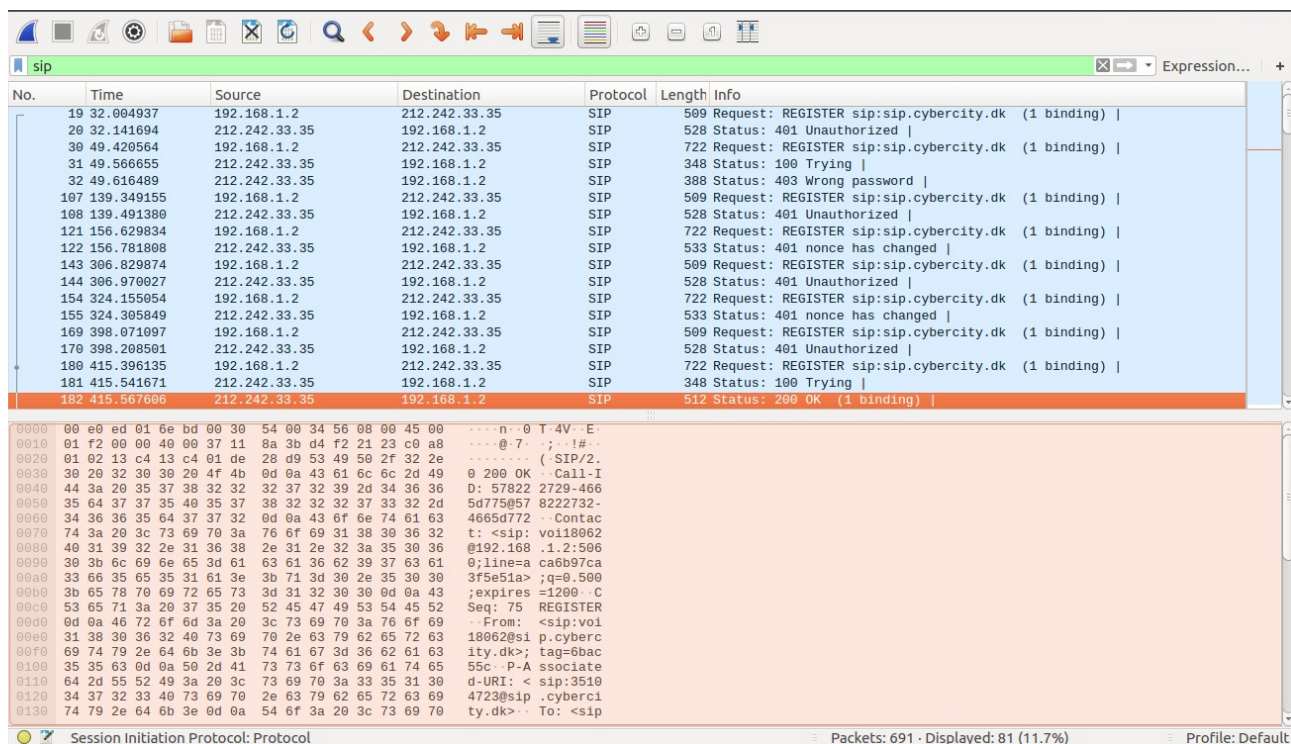 sip Expression... +
No. Time Source Destination Protocol Length Info
19 32.004937 192.168.1.2 212.242.33.35 SIP 509 Request: REGISTER sip:sip.cybercity.dk (1 binding) |
20 32.141694 212.242.33.35 192.168.1.2 SIP 528 Status: 401 Unauthorized |
30 49.420564 192.168.1.2 212.242.33.35 SIP 722 Request: REGISTER sip:sip.cybercity.dk (1 binding) |
31 49.566655 212.242.33.35 192.168.1.2 SIP 348 Status: 100 Trying |
32 49.616489 212.242.33.35 192.168.1.2 SIP 388 Status: 403 Wrong password |
107 139.349155 192.168.1.2 212.242.33.35 SIP 509 Request: REGISTER sip:sip.cybercity.dk (1 binding) |
108 139.491380 212.242.33.35 192.168.1.2 SIP 528 Status: 401 Unauthorized |
121 156.629834 192.168.1.2 212.242.33.35 SIP 722 Request: REGISTER sip:sip.cybercity.dk (1 binding) |
122 156.781808 212.242.33.35 192.168.1.2 SIP 533 Status: 401 nonce has changed |
143 306.829874 192.168.1.2 212.242.33.35 SIP 509 Request: REGISTER sip:sip.cybercity.dk (1 binding) |
144 306.970027 212.242.33.35 192.168.1.2 SIP 528 Status: 401 Unauthorized |
154 324.155054 192.168.1.2 212.242.33.35 SIP 722 Request: REGISTER sip:sip.cybercity.dk (1 binding) |
155 324.305849 212.242.33.35 192.168.1.2 SIP 533 Status: 401 nonce has changed |
169 398.071097 192.168.1.2 212.242.33.35 SIP 509 Request: REGISTER sip:sip.cybercity.dk (1 binding) |
170 398.208501 212.242.33.35 192.168.1.2 SIP 528 Status: 401 Unauthorized |
180 415.396135 192.168.1.2 212.242.33.35 SIP 722 Request: REGISTER sip:sip.cybercity.dk (1 binding) |
181 415.541671 212.242.33.35 192.168.1.2 SIP 348 Status: 100 Trying |
182 415.567606 212.242.33.35 192.168.1.2 SIP 512 Status: 200 OK (1 binding) |
0000 00 e0 ed 01 6e bd 00 30 54 00 34 56 08 00 45 00 ····n··0 T·4V··E·
0010 01 f2 00 00 40 00 37 11 8a 3b d4 f2 21 23 c0 a8 ····@·7· ·;··!#··
0020 01 02 13 c4 13 c4 01 de 28 d9 53 49 50 2f 32 2e ········ (·SIP/2.
0030 30 20 32 30 30 20 4f 4b 0d 0a 43 61 6c 6c 2d 49 0 200 OK ··Call-I
0040 44 3a 20 35 37 38 32 32 32 37 32 39 2d 34 36 36 D: 57822 2729-466
0050 35 64 37 37 35 40 35 37 38 32 32 32 37 33 32 2d 5d775@57 8222732-
0060 34 36 36 35 64 37 37 32 0d 0a 43 6f 6e 74 61 63 4665d772 ··Contac
0070 74 3a 20 3c 73 69 70 3a 76 6f 69 31 38 30 36 32 t: <sip: voi18062
0080 40 31 39 32 2e 31 36 38 2e 31 2e 32 3a 35 30 36 @192.168 .1.2:506
0090 30 3b 6c 69 6e 65 3d 61 63 61 36 62 39 37 63 61 0;line=a ca6b97ca
00a0 33 66 35 65 35 31 61 3e 3b 71 3d 30 2e 35 30 30 3f5e51a> ;q=0.500
00b0 3b 65 78 70 69 72 65 73 3d 31 32 30 30 0d 0a 43 ;expires =1200··C
00c0 53 65 71 3a 20 37 35 20 52 45 47 49 53 54 45 52 Seq: 75 REGISTER
00d0 0d 0a 46 72 6f 6d 3a 20 3c 73 69 70 3a 76 6f 69 ··From: <sip:voi
00e0 31 38 30 36 32 40 73 69 70 2e 63 79 62 65 72 63 18062@si p.cyberc
00f0 69 74 79 2e 64 6b 3e 3b 74 61 67 3d 36 62 61 63 ity.dk>; tag=6bac
0100 35 35 63 0d 0a 50 2d 41 73 73 6f 63 69 61 74 65 55c··P-A ssociate
0110 64 2d 55 52 49 3a 20 3c 73 69 70 3a 33 35 31 30 d-URI: < sip:3510
0120 34 37 32 33 40 73 69 70 2e 63 79 62 65 72 63 69 4723@sip .cyberci
0130 74 79 2e 64 6b 3e 0d 0a 54 6f 3a 20 3c 73 69 70 ty.dk>·· To: <sip
Session Initiation Protocol: Protocol Packets: 691 · Displayed: 81 (11.7%) Profile: Default